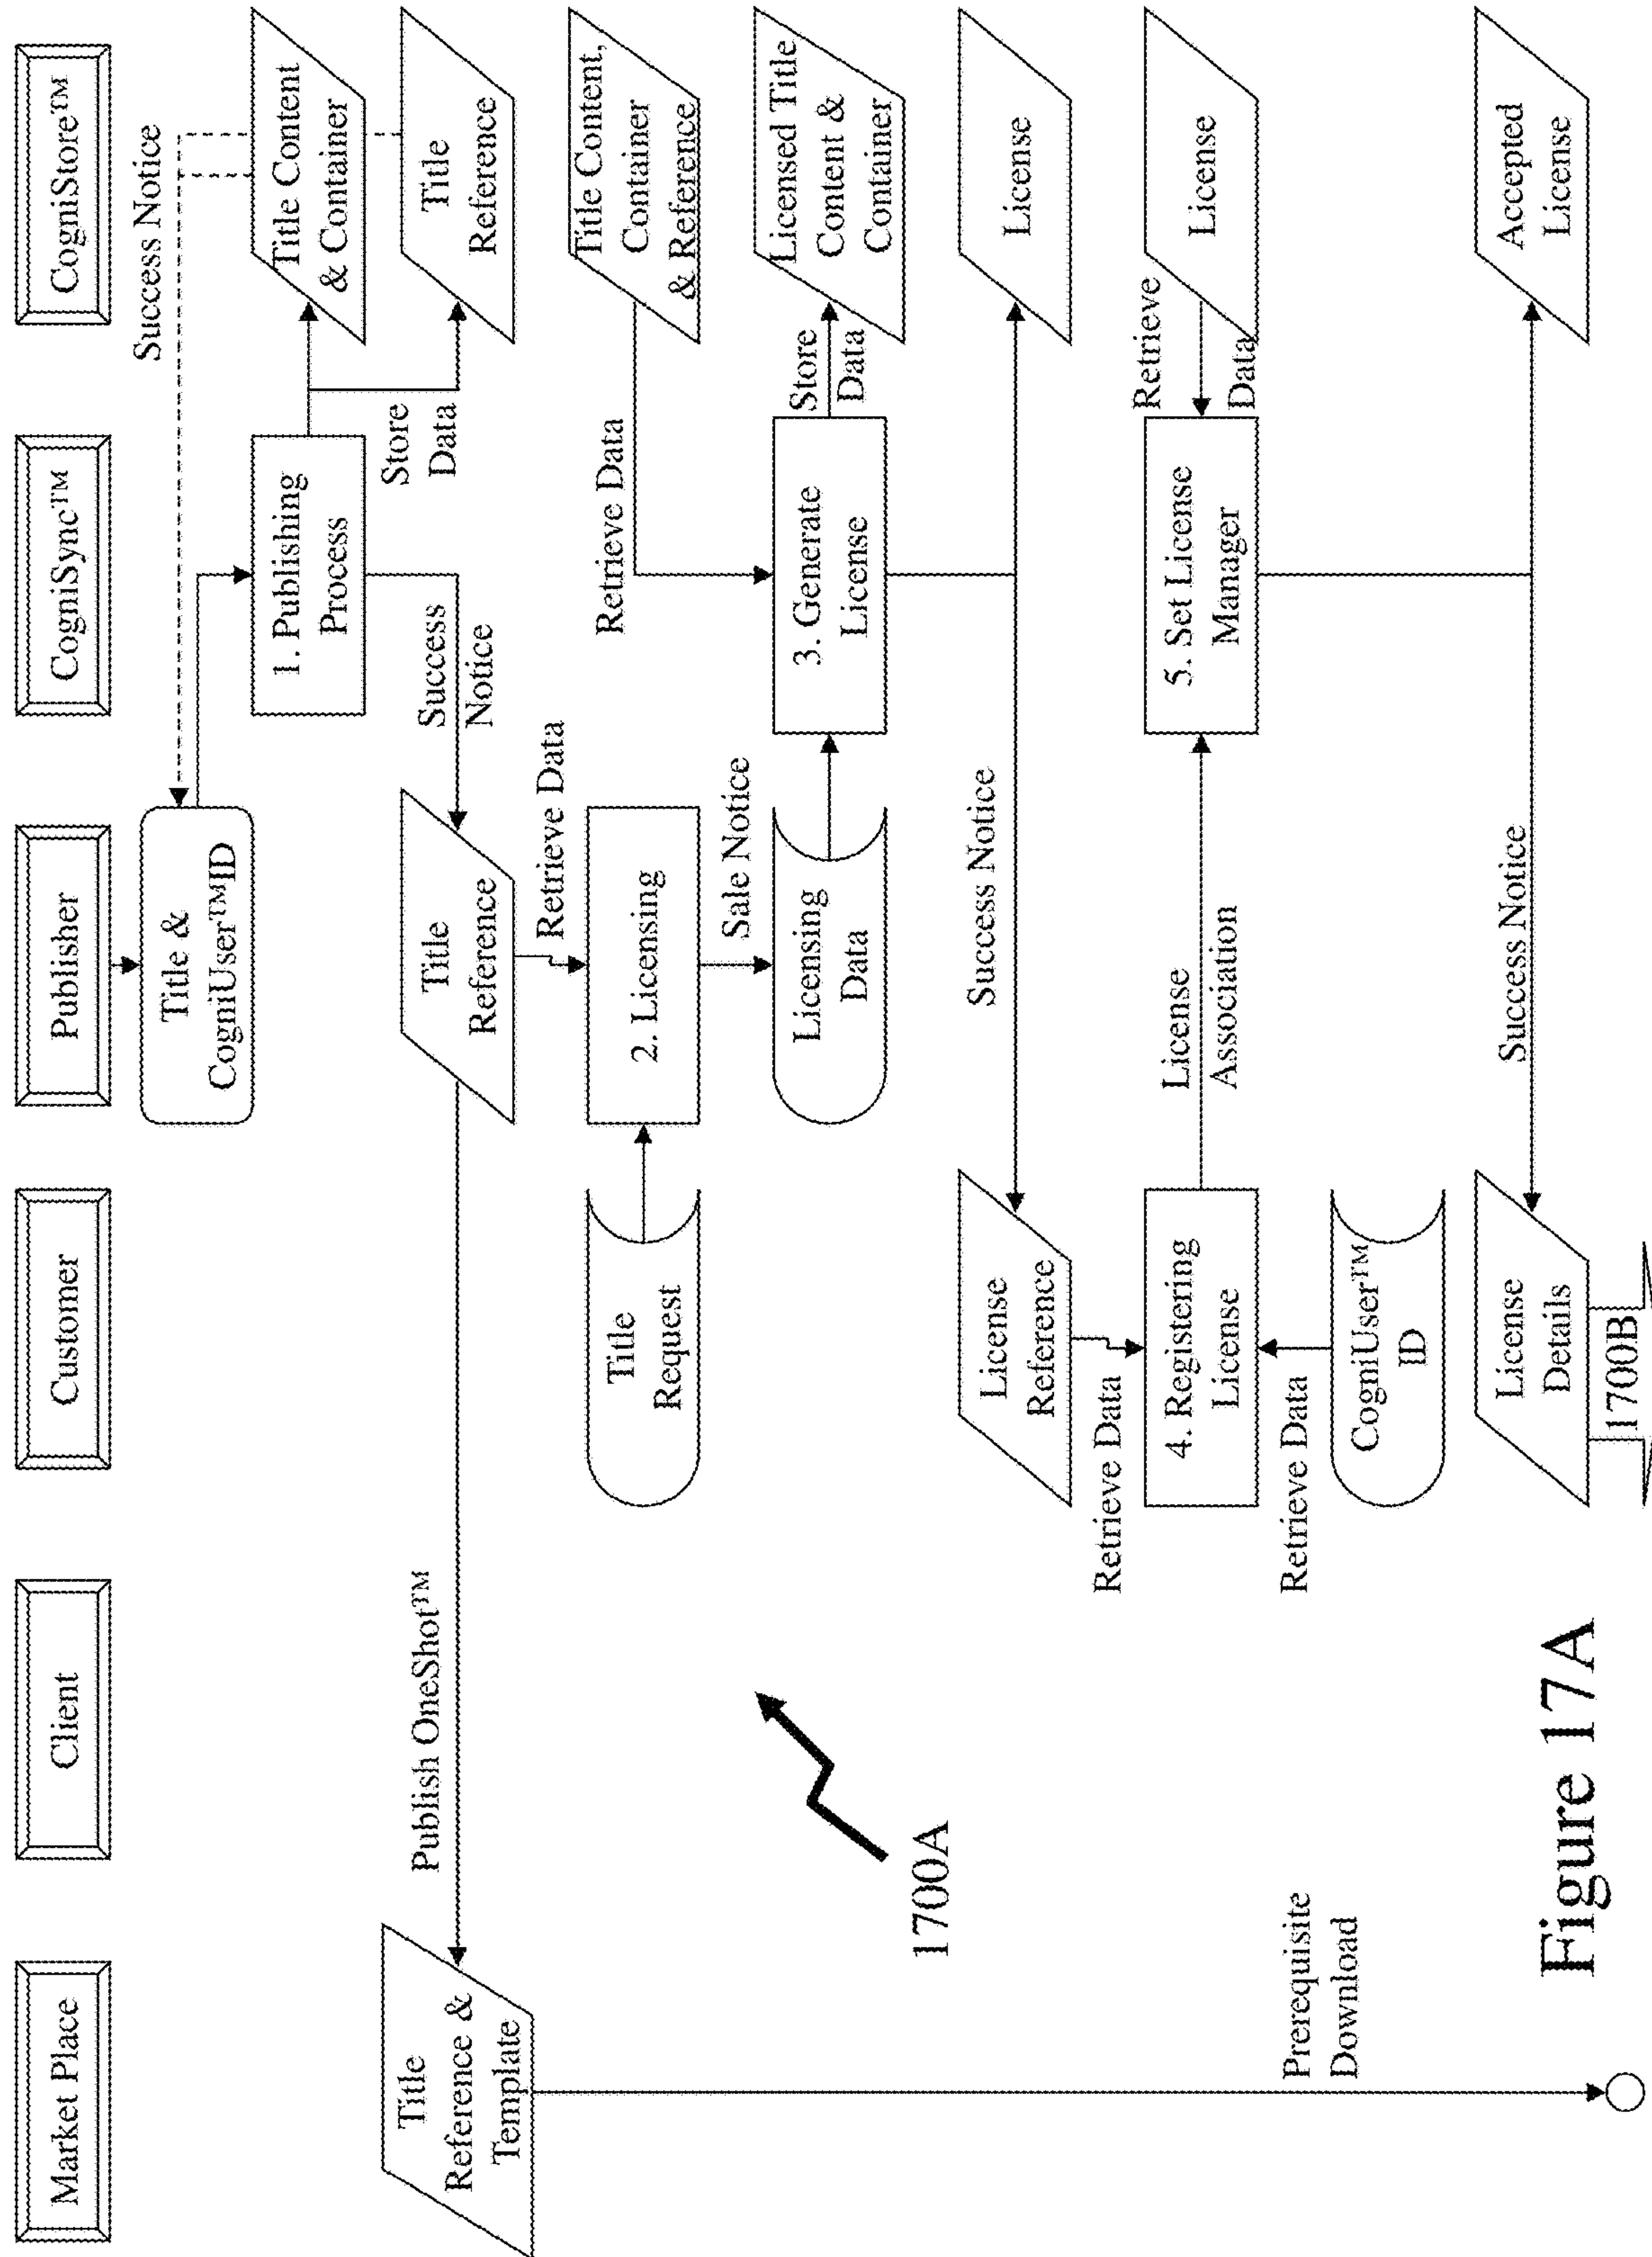 Market Place
Client
Customer
Publisher
CogniSync™
CogniStore™
Success Notice
Title &
CogniUser™ID
1. Publishing
Process
Title Content
& Container
Store
Data
Title
Reference
Success
Notice
Title
Reference
Publish OneShot™
Title
Reference &
Template
Retrieve Data
Title
Request
2. Licensing
Retrieve Data
Title Content,
Container
& Reference
Sale Notice
Licensing
Data
3. Generate
License
Store
Data
Licensed Title
Content &
Container
1700A
Success Notice
License
Reference
License
Retrieve Data
4. Registering
License
License
Association
5. Set License
Manager
Retrieve
Data
License
Retrieve Data
CogniUser™
ID
Prerequisite
Download
Success Notice
License
Details
Accepted
License
1700B
Figure 17A